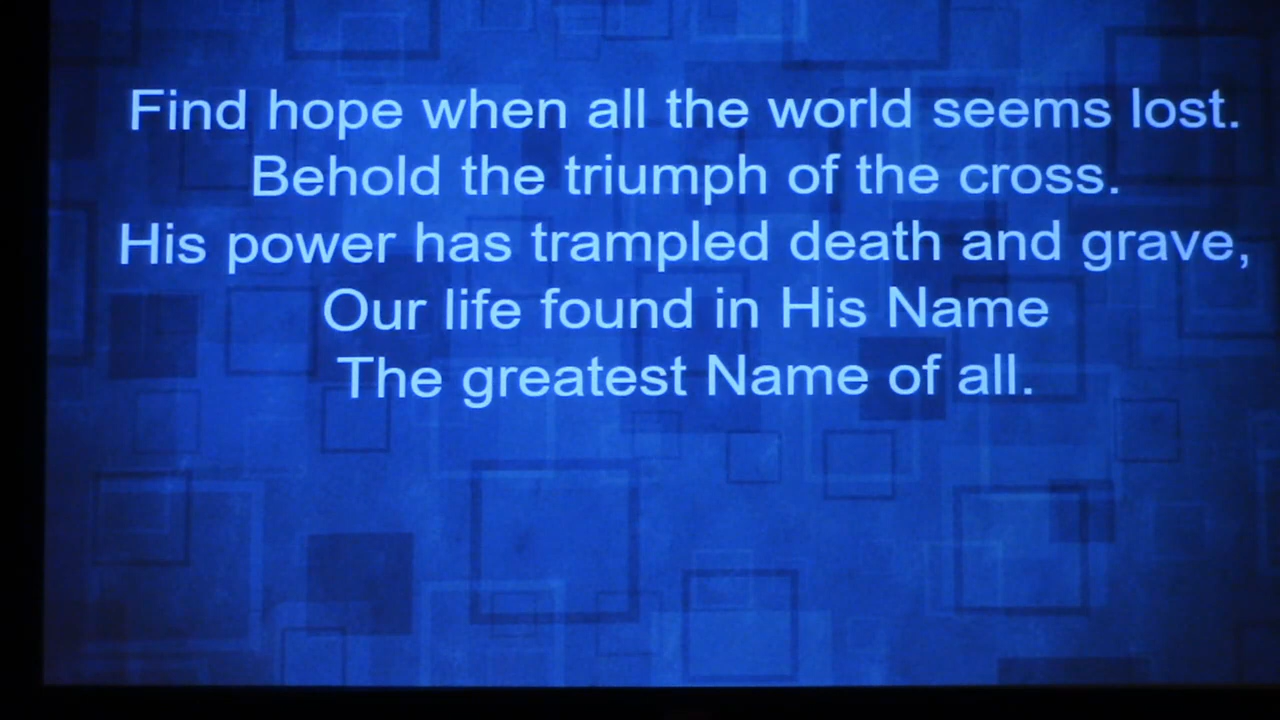 Find hope when all the world seems lost.
Behold the triumph of the cross.
His power has trampled death and grave,
Our life found in His Name
The greatest Name of all.